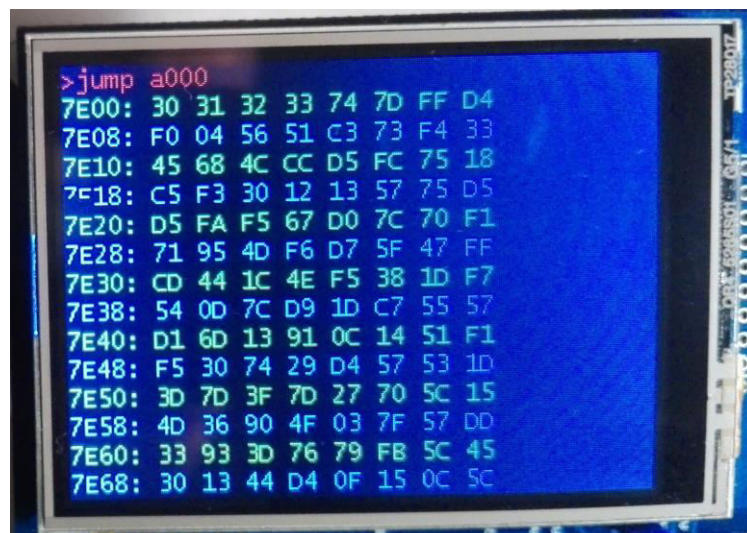 >jump a000
7E00: 30 31 32 33 74 7D FF D4
7E08: F0 04 56 51 C3 73 F4 33
7E10: 45 68 4C CC D5 FC 75 18
7E18: C5 F3 30 12 13 57 75 D5
7E20: D5 FA F5 67 D0 7C 70 F1
7E28: 71 95 4D F6 D7 5F 47 FF
7E30: CD 44 1C 4E F5 38 1D F7
7E38: 54 0D 7C D9 1D C7 55 57
7E40: D1 6D 13 91 0C 14 51 F1
7E48: F5 30 74 29 D4 57 53 1D
7E50: 3D 7D 3F 7D 27 70 5C 15
7E58: 4D 36 90 4F 03 7F 57 DD
7E60: 33 93 3D 76 79 FB 5C 45
7E68: 30 13 44 D4 0F 15 0C 5C
TP28017